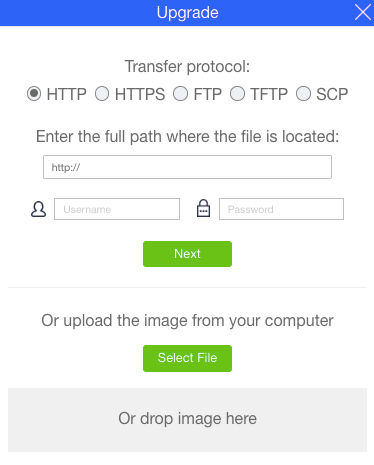 Upgrade
Transfer protocol:
HTTP HTTPS FTP TFTP SCP
Enter the full path where the file is located:
http://
Username Password
Next
Or upload the image from your computer
Select File
Or drop image here